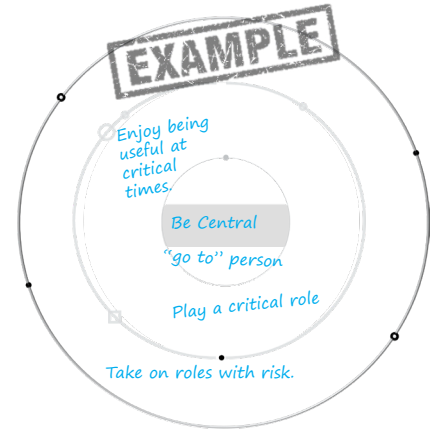 EXAMPLE
Enjoy being
useful at
critical
times.
Be Central
“go to” person
Play a critical role
Take on roles with risk.